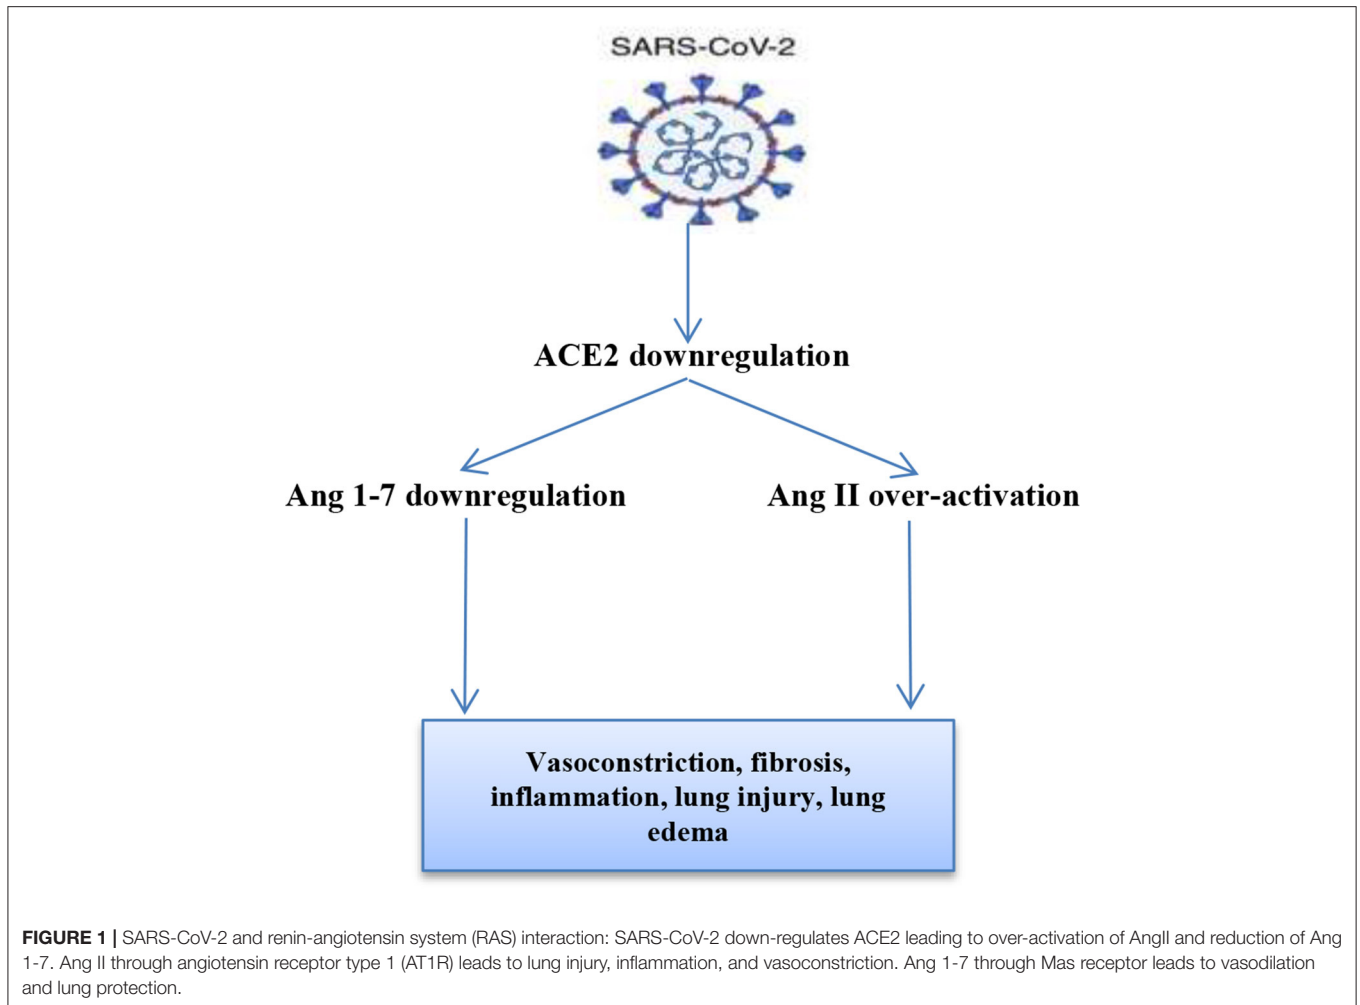 SARS-CoV-2
ACE2 downregulation
Ang 1-7 downregulation
Ang II over-activation
Vasoconstriction, fibrosis,
inflammation, lung injury, lung
edema
FIGURE 1 | SARS-CoV-2 and renin-angiotensin system (RAS) interaction: SARS-CoV-2 down-regulates ACE2 leading to over-activation of AngII and reduction of Ang
1-7. Ang II through angiotensin receptor type 1 (AT1R) leads to lung injury, inflammation, and vasoconstriction. Ang 1-7 through Mas receptor leads to vasodilation
and lung protection.